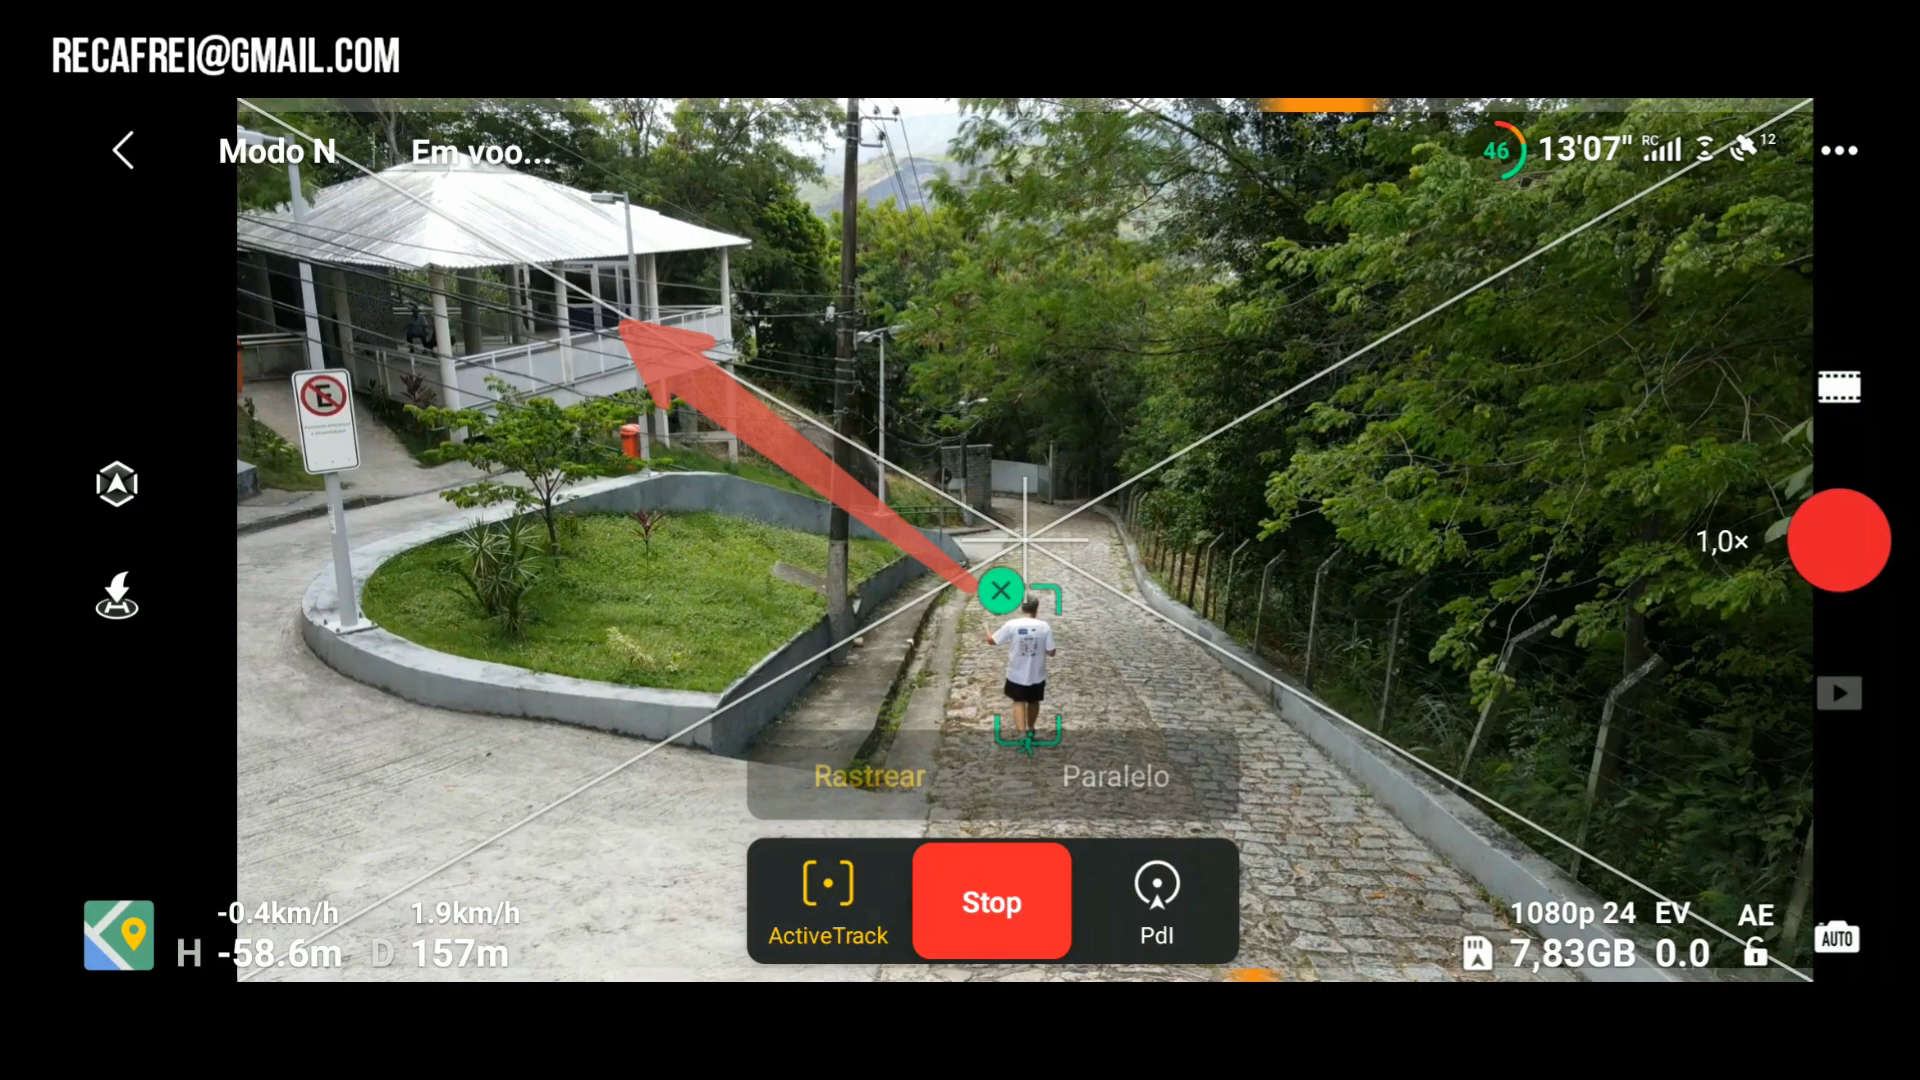 RECAFREI@GMAIL.COM
Modo N Em voo...
46 13'07" RC 12
E
1,0×
Rastrear Paralelo
ActiveTrack Stop PdI
-0.4km/h 1.9km/h
H -58.6m D 157m
1080p 24 EV AE
7,83GB 0.0
AUTO